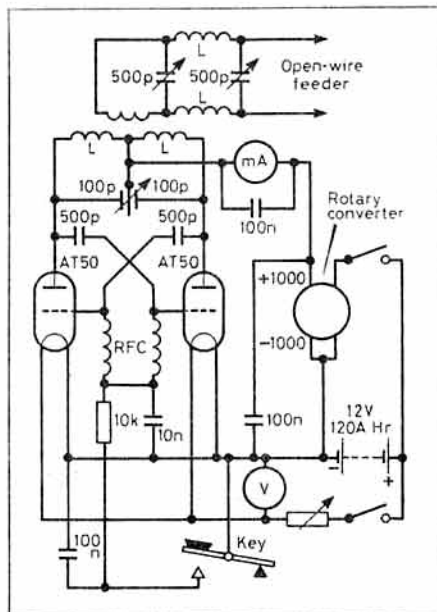 L
500p
500p
L
Open-wire
feeder
L
L
mA
100p
100p
100n
500p
500p
Rotary
converter
AT50
AT50
+1000
-1000
RFC
12V
120A Hr
10k
10n
100n
-
+
V
100
n
Key